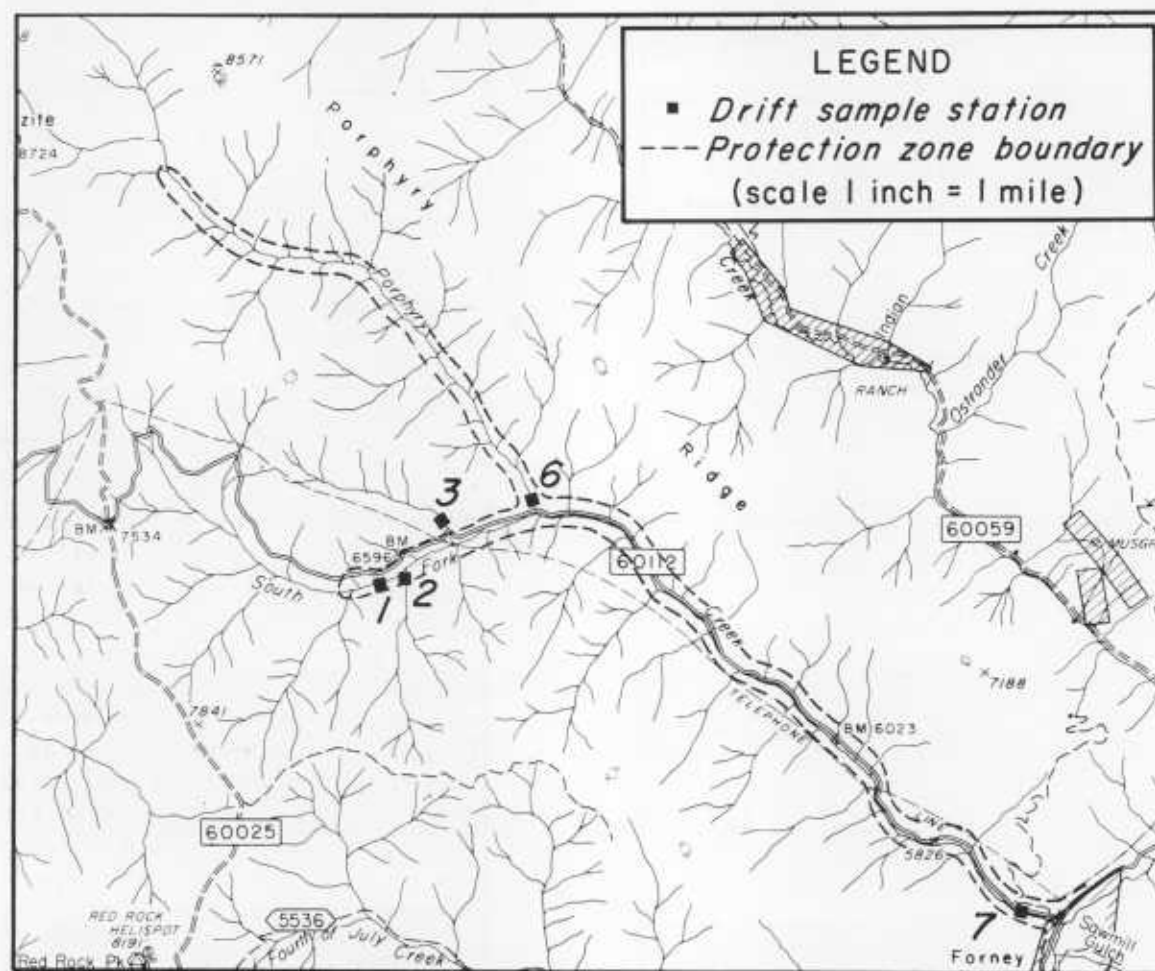 LEGEND
Drift sample station
Protection zone boundary
(scale 1 inch = 1 mile)
8571
zite
8724
Porphyry
Porphyry
Creek
Indian
Creek
RANCH
Ostrander
Ridge
60059
3
6
BM
7534
BM
6596
Fork
60112
South
1
2
Creek
7188
7841
TELEPHONE
BM 6023
60025
LINE
5826
RED ROCK
HELISPOT
8191
5536
Red Rock Pk
Fourth of July
Creek
7
Sawmill
Gulch
Forney